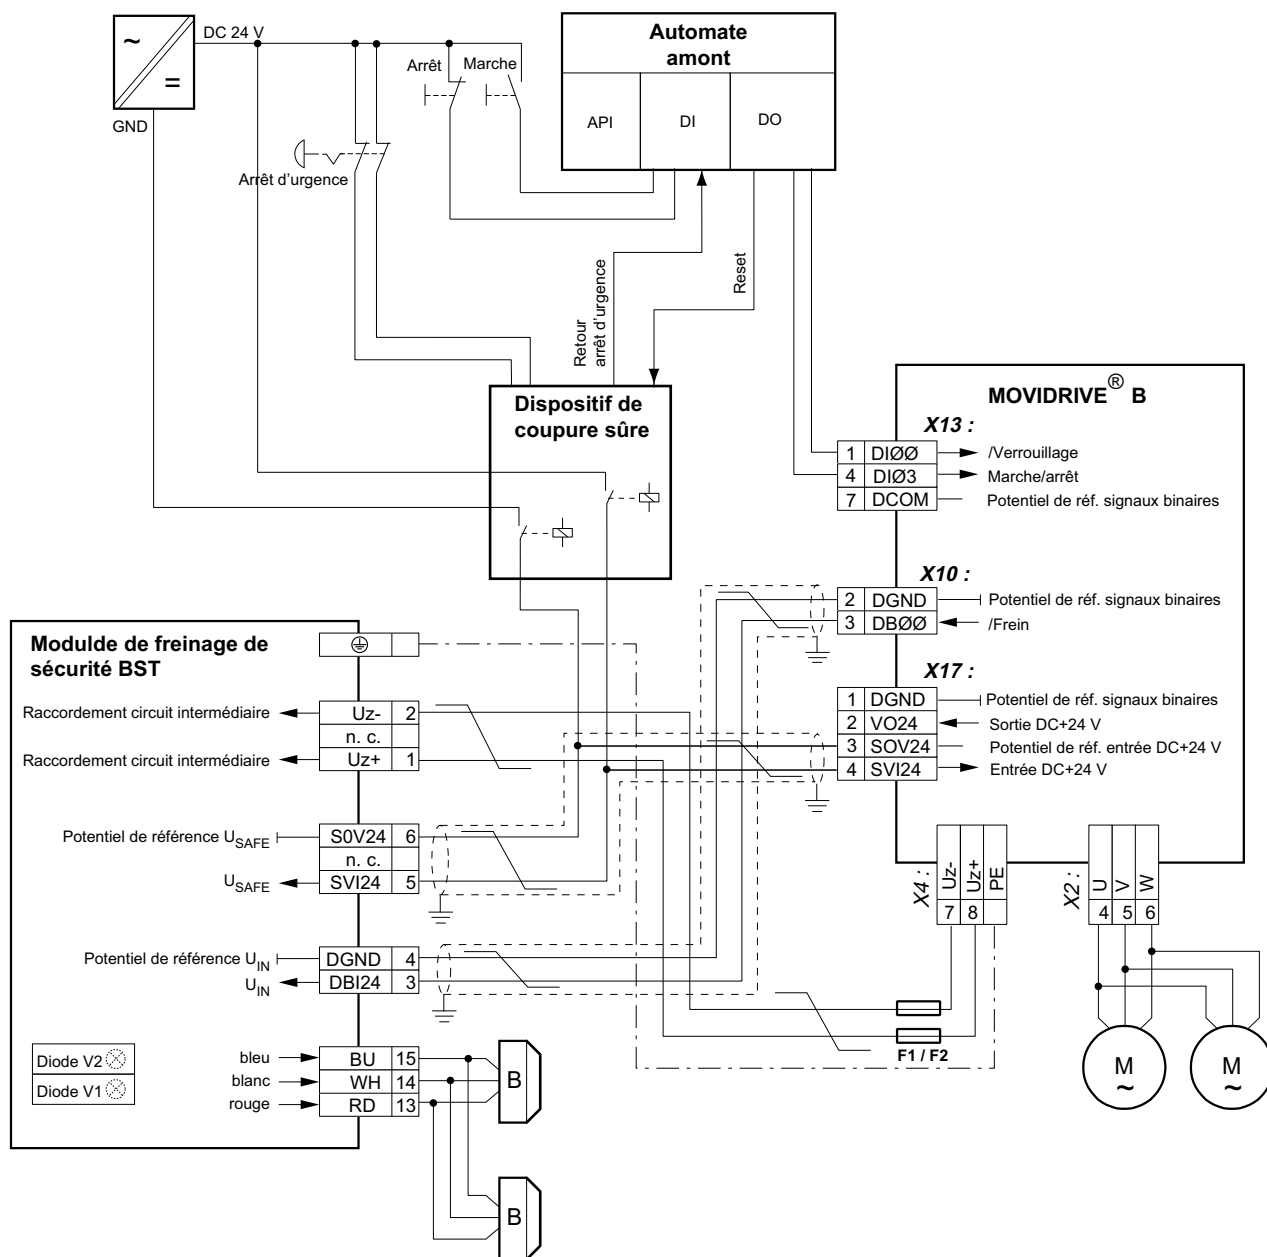 DC 24 V
~
=
GND
Arrêt
Marche
Arrêt d’urgence
Automate
amont
API
DI
DO
Retour
arrêt d’urgence
Reset
Dispositif de
coupure sûre
MOVIDRIVE® B
X13 :
1 DIØØ /Verrouillage
4 DIØ3 Marche/arrêt
7 DCOM Potentiel de réf. signaux binaires
X10 :
2 DGND Potentiel de réf. signaux binaires
3 DBØØ /Frein
X17 :
1 DGND Potentiel de réf. signaux binaires
2 VO24 Sortie DC+24 V
3 SOV24 Potentiel de réf. entrée DC+24 V
4 SVI24 Entrée DC+24 V
Modulde de freinage de
sécurité BST
Raccordement circuit intermédiaire Uz- 2
n. c.
Raccordement circuit intermédiaire Uz+ 1
Potentiel de référence USAFE S0V24 6
n. c.
USAFE SVI24 5
Potentiel de référence UIN DGND 4
UIN DBI24 3
bleu BU 15
blanc WH 14
rouge RD 13
Diode V2
Diode V1
B
B
X4 :
Uz- Uz+ PE
7 8
X2 :
U V W
4 5 6
F1 / F2
M
~
M
~